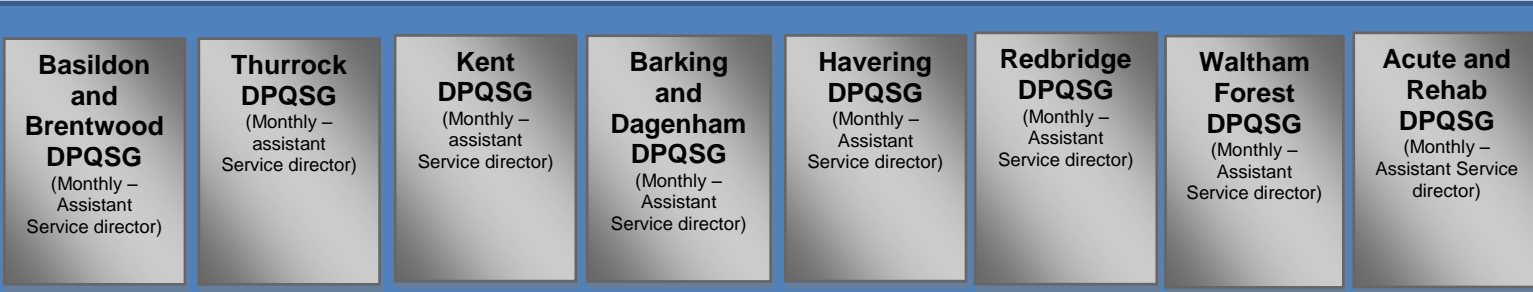 Basildon
and
Brentwood
DPQSG
(Monthly –
Assistant
Service director)
Thurrock
DPQSG
(Monthly –
assistant
Service director)
Kent
DPQSG
(Monthly –
assistant
Service director)
Barking
and
Dagenham
DPQSG
(Monthly –
Assistant
Service director)
Havering
DPQSG
(Monthly –
Assistant
Service director)
Redbridge
DPQSG
(Monthly –
Assistant
Service director)
Waltham
Forest
DPQSG
(Monthly –
Assistant
Service director)
Acute and
Rehab
DPQSG
(Monthly –
Assistant Service
director)